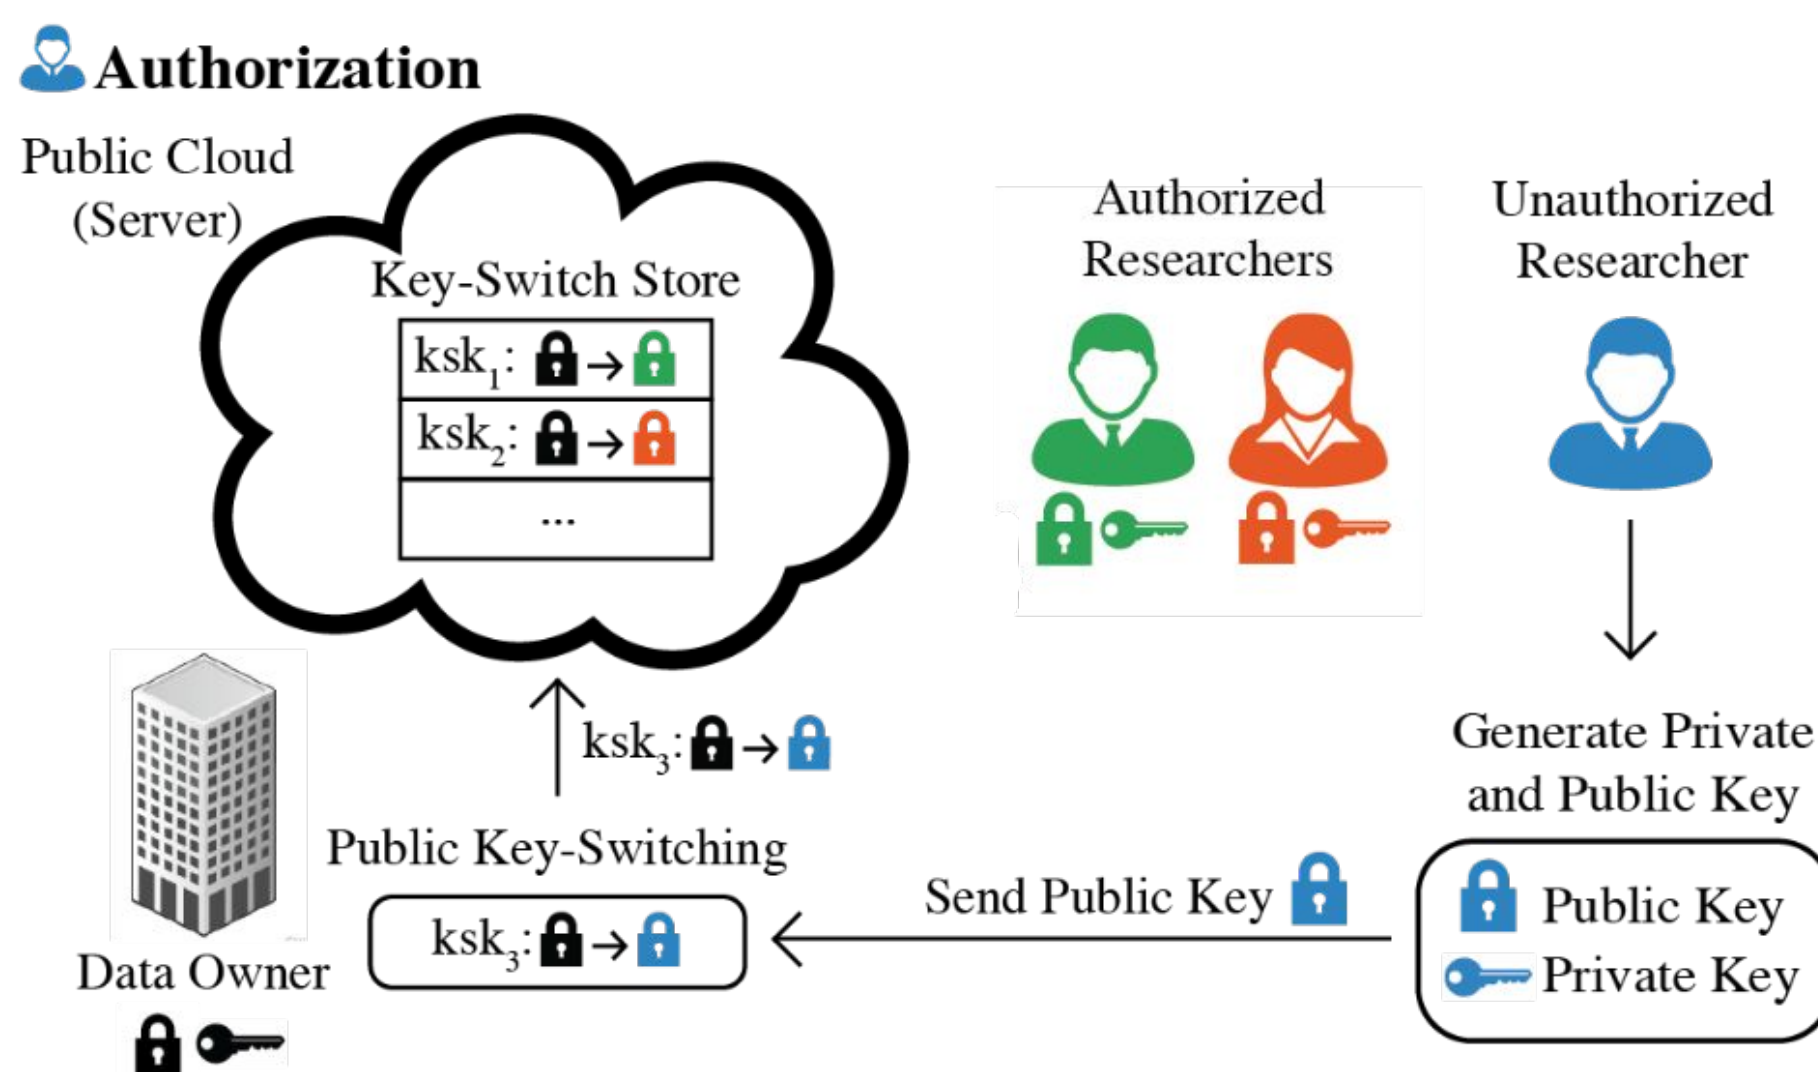 Authorization
Public Cloud
(Server)
Key-Switch Store
ksk₁: →
ksk₂: →
...
Authorized
Researchers
Unauthorized
Researcher
ksk₃: →
Generate Private
and Public Key
Public Key-Switching
ksk₃: →
Send Public Key
Public Key
Private Key
Data Owner